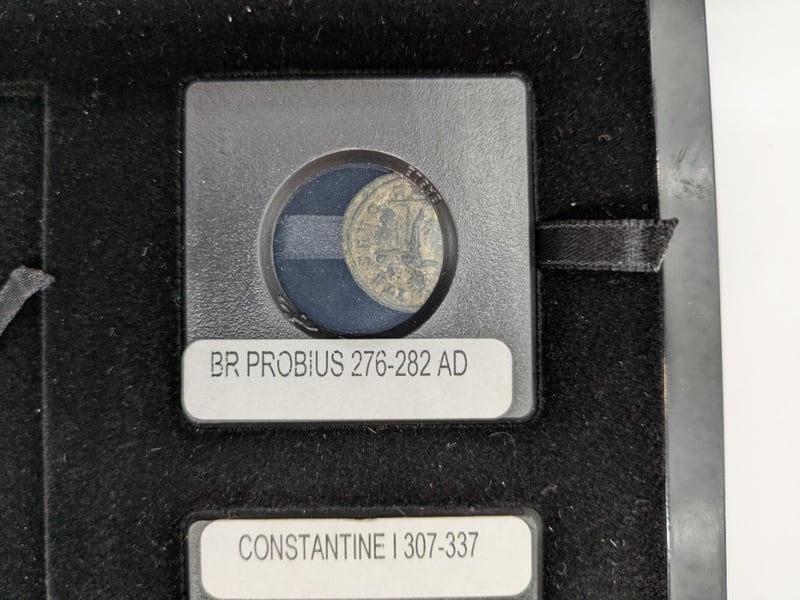 BR PROBIUS 276-282 AD
CONSTANTINE I 307-337